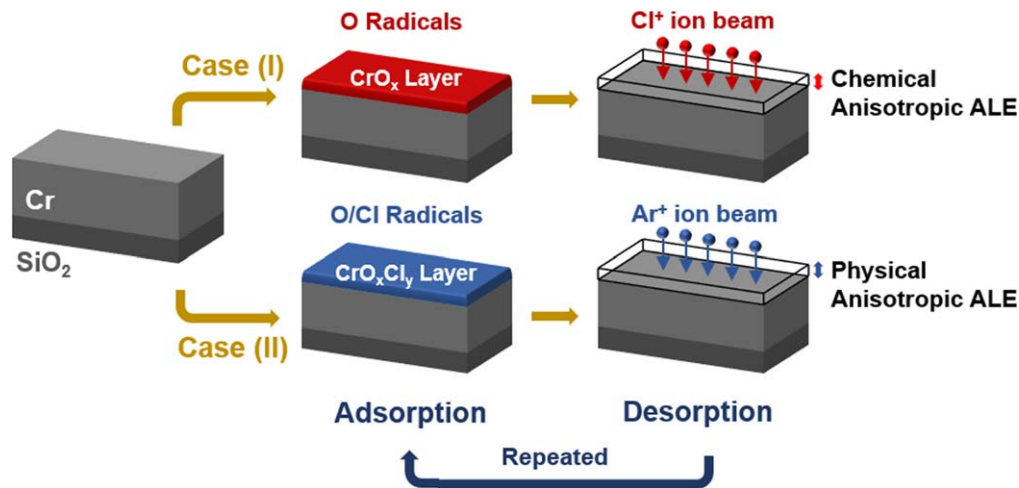 O Radicals
Cl⁺ ion beam
Case (I)
CrOₓ Layer
Chemical
Anisotropic ALE
Cr
SiO₂
O/Cl Radicals
Ar⁺ ion beam
CrOₓClᵧ Layer
Physical
Anisotropic ALE
Case (II)
Adsorption
Desorption
Repeated